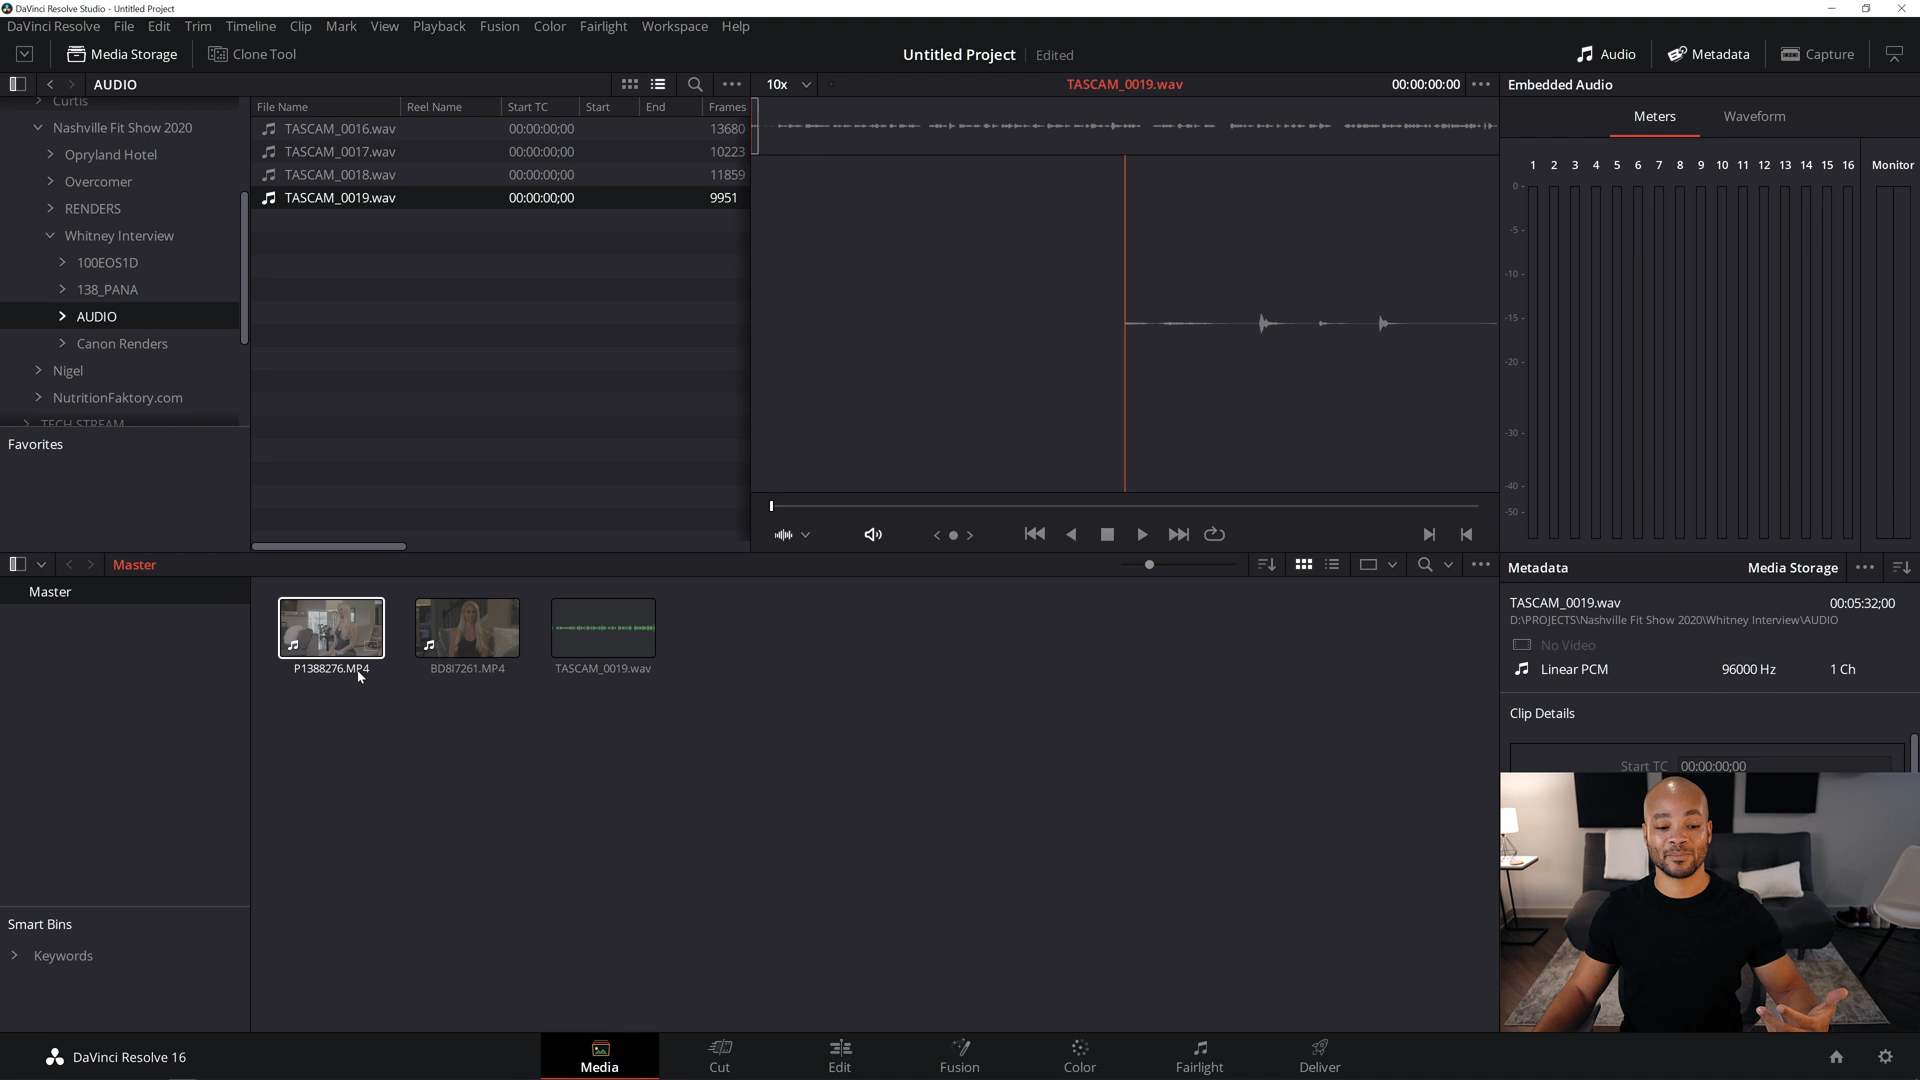 DaVinci Resolve Studio - Untitled Project
DaVinci Resolve File Edit Trim Timeline Clip Mark View Playback Fusion Color Fairlight Workspace Help
Media Storage Clone Tool Untitled Project Edited Audio Metadata Capture
AUDIO
10x TASCAM_0019.wav 00:00:00:00
Embedded Audio
Curtis
Nashville Fit Show 2020
Opryland Hotel
Overcomer
RENDERS
Whitney Interview
100EOS1D
138_PANA
AUDIO
Canon Renders
Nigel
NutritionFaktory.com
TECH STREAM
Favorites
File Name Reel Name Start TC Start End Frames
TASCAM_0016.wav 00:00:00;00 13680
TASCAM_0017.wav 00:00:00;00 10223
TASCAM_0018.wav 00:00:00;00 11859
TASCAM_0019.wav 00:00:00;00 9951
Meters Waveform
1 2 3 4 5 6 7 8 9 10 11 12 13 14 15 16 Monitor
0 -
-5 -
-10 -
-15 -
-20 -
-30 -
-40 -
-50 -
Master
Master
P1388276.MP4 BD8I7261.MP4 TASCAM_0019.wav
Smart Bins
Keywords
Metadata Media Storage
TASCAM_0019.wav 00:05:32;00
D:\PROJECTS\Nashville Fit Show 2020\Whitney Interview\AUDIO
No Video
Linear PCM 96000 Hz 1 Ch
Clip Details
Start TC 00:00:00;00
DaVinci Resolve 16
Media Cut Edit Fusion Color Fairlight Deliver